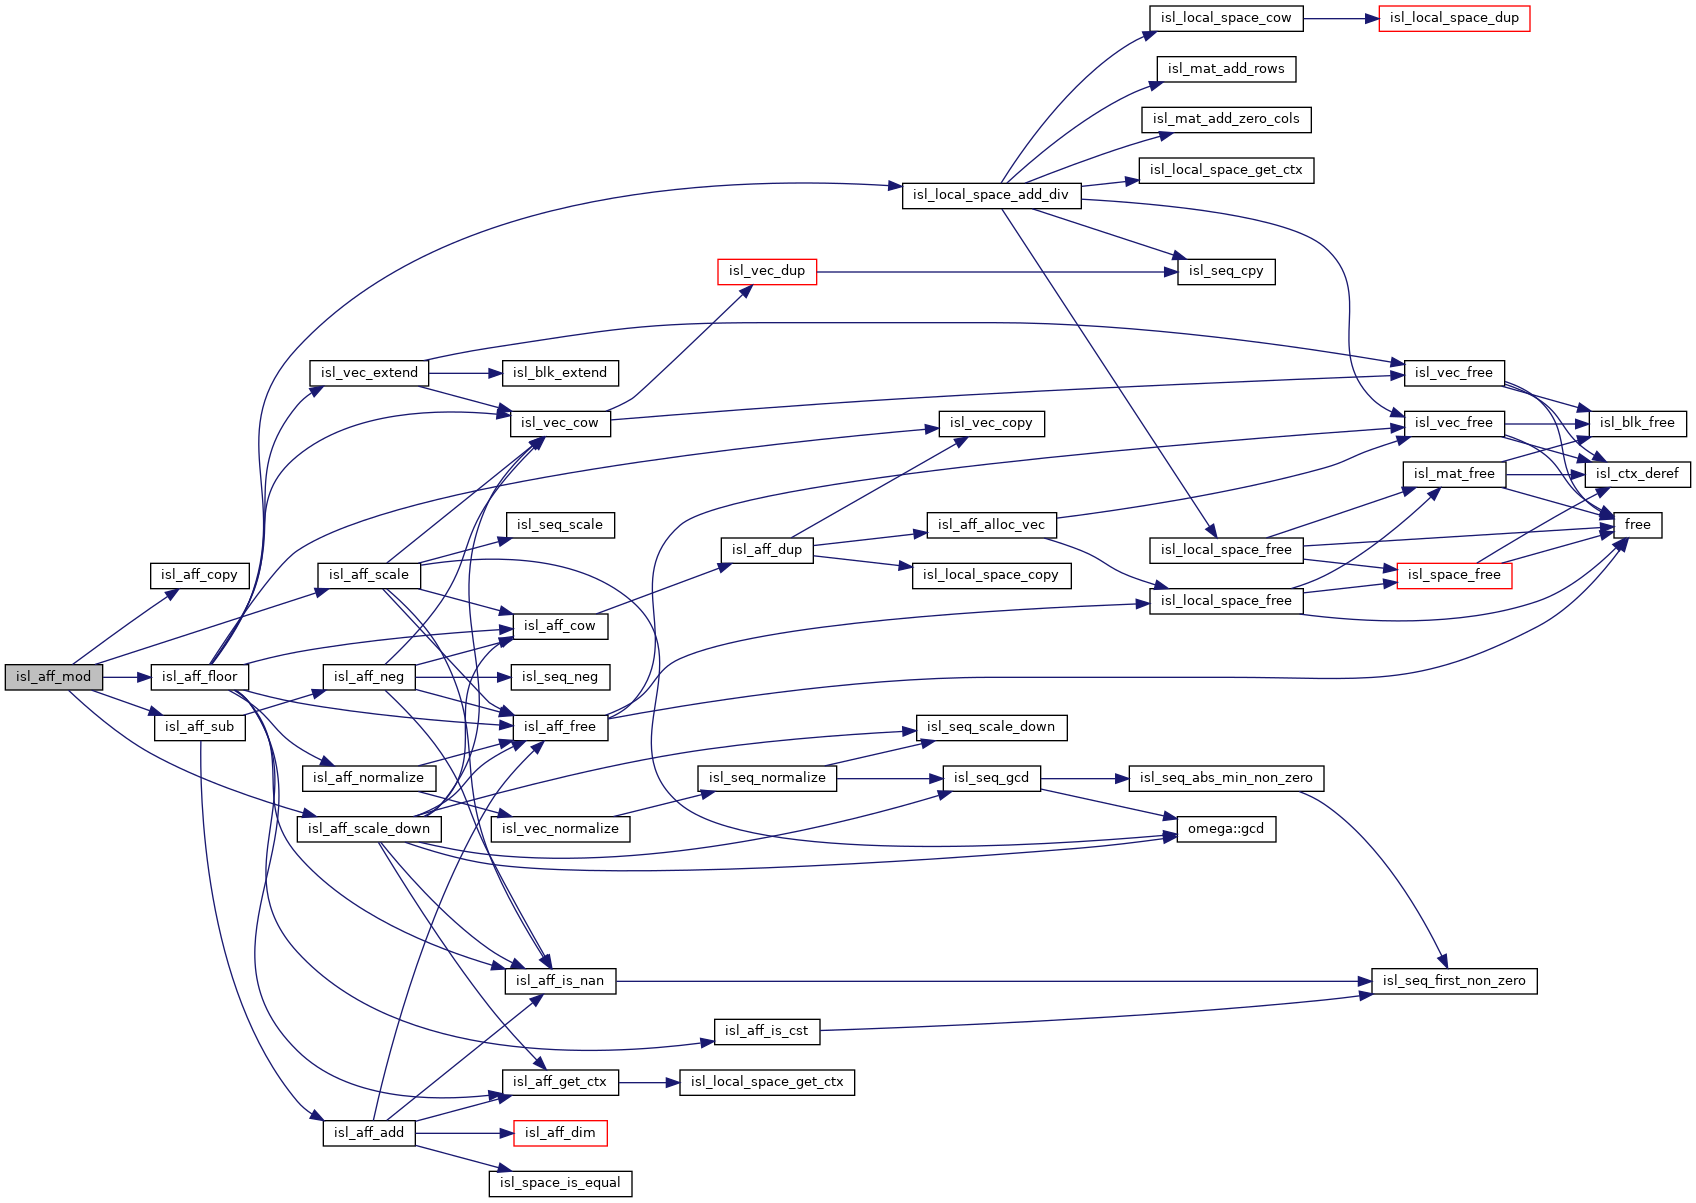 isl_local_space_cow
isl_local_space_dup
isl_mat_add_rows
isl_mat_add_zero_cols
isl_local_space_get_ctx
isl_local_space_add_div
isl_vec_dup
isl_seq_cpy
isl_vec_extend
isl_blk_extend
isl_vec_free
isl_vec_cow
isl_vec_copy
isl_vec_free
isl_blk_free
isl_mat_free
isl_ctx_deref
isl_seq_scale
isl_aff_alloc_vec
free
isl_aff_dup
isl_local_space_free
isl_aff_copy
isl_aff_scale
isl_local_space_copy
isl_space_free
isl_local_space_free
isl_aff_cow
isl_aff_mod
isl_aff_floor
isl_aff_neg
isl_seq_neg
isl_aff_sub
isl_aff_free
isl_seq_scale_down
isl_aff_normalize
isl_seq_normalize
isl_seq_gcd
isl_seq_abs_min_non_zero
isl_aff_scale_down
isl_vec_normalize
omega::gcd
isl_aff_is_nan
isl_seq_first_non_zero
isl_aff_is_cst
isl_aff_get_ctx
isl_local_space_get_ctx
isl_aff_add
isl_aff_dim
isl_space_is_equal